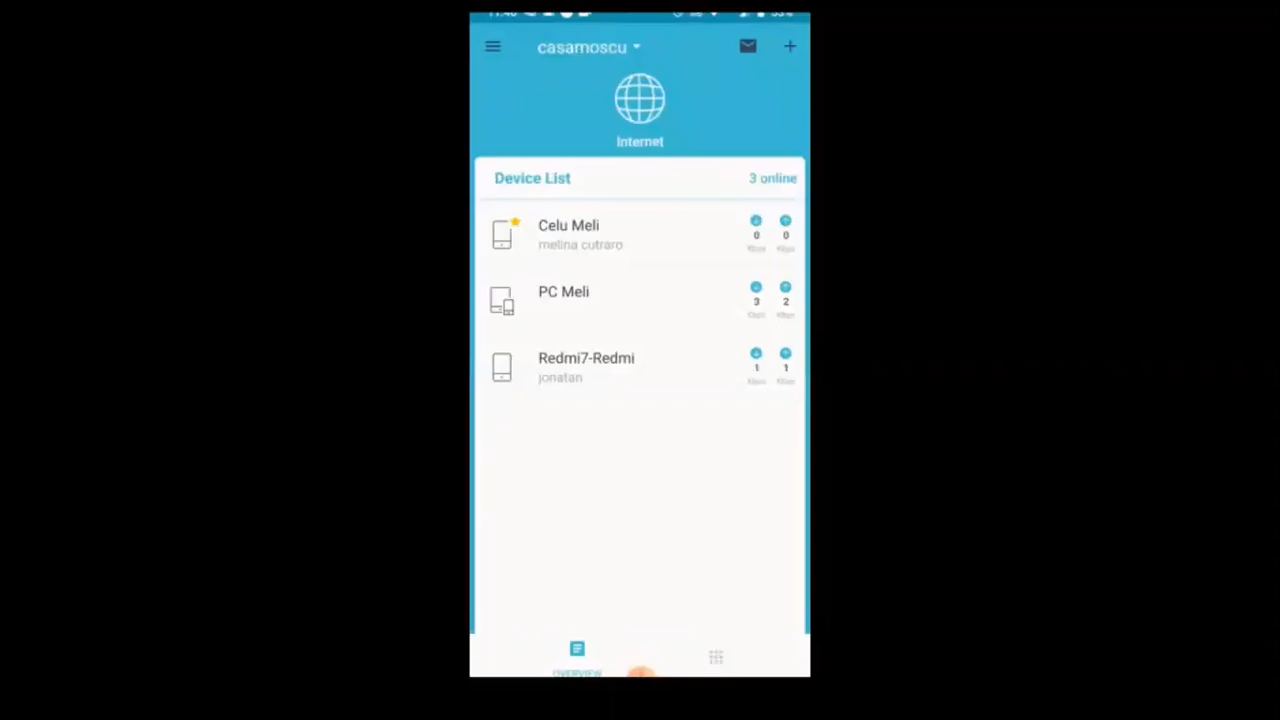 casamoscu
Internet
Device List
3 online
Celu Meli
melina cutraro
0 0
Kbps Kbps
PC Meli
3 2
Kbps Kbps
Redmi7-Redmi
jonatan
1 1
Kbps Kbps
OVERVIEW